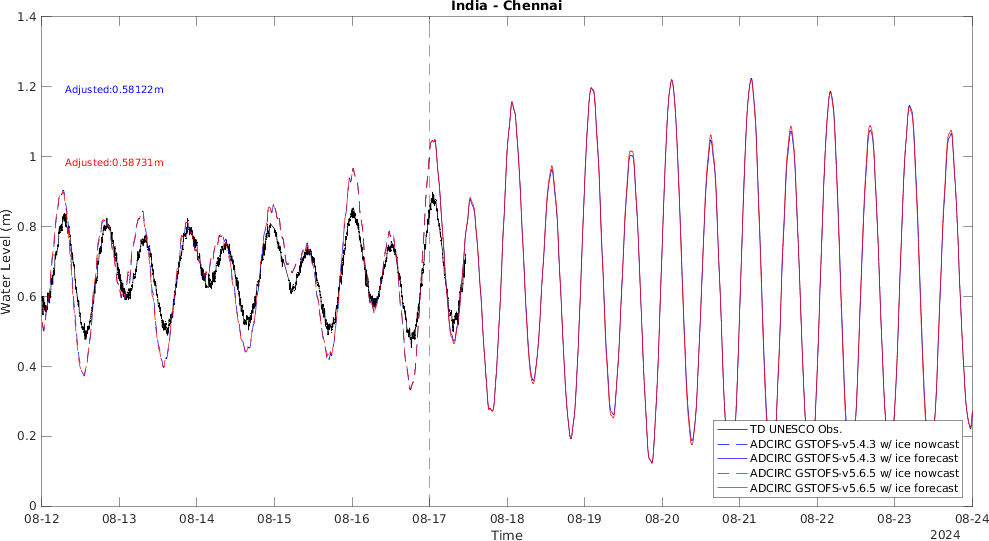 India - Chennai
1.4
1.2
1
0.8
0.6
0.4
0.2
0
Water Level (m)
Adjusted:0.58122m
Adjusted:0.58731m
TD UNESCO Obs.
ADCIRC GSTOFS-v5.4.3 w/ ice nowcast
ADCIRC GSTOFS-v5.4.3 w/ ice forecast
ADCIRC GSTOFS-v5.6.5 w/ ice nowcast
ADCIRC GSTOFS-v5.6.5 w/ ice forecast
08-12 08-13 08-14 08-15 08-16 08-17 08-18 08-19 08-20 08-21 08-22 08-23 08-24
Time
2024